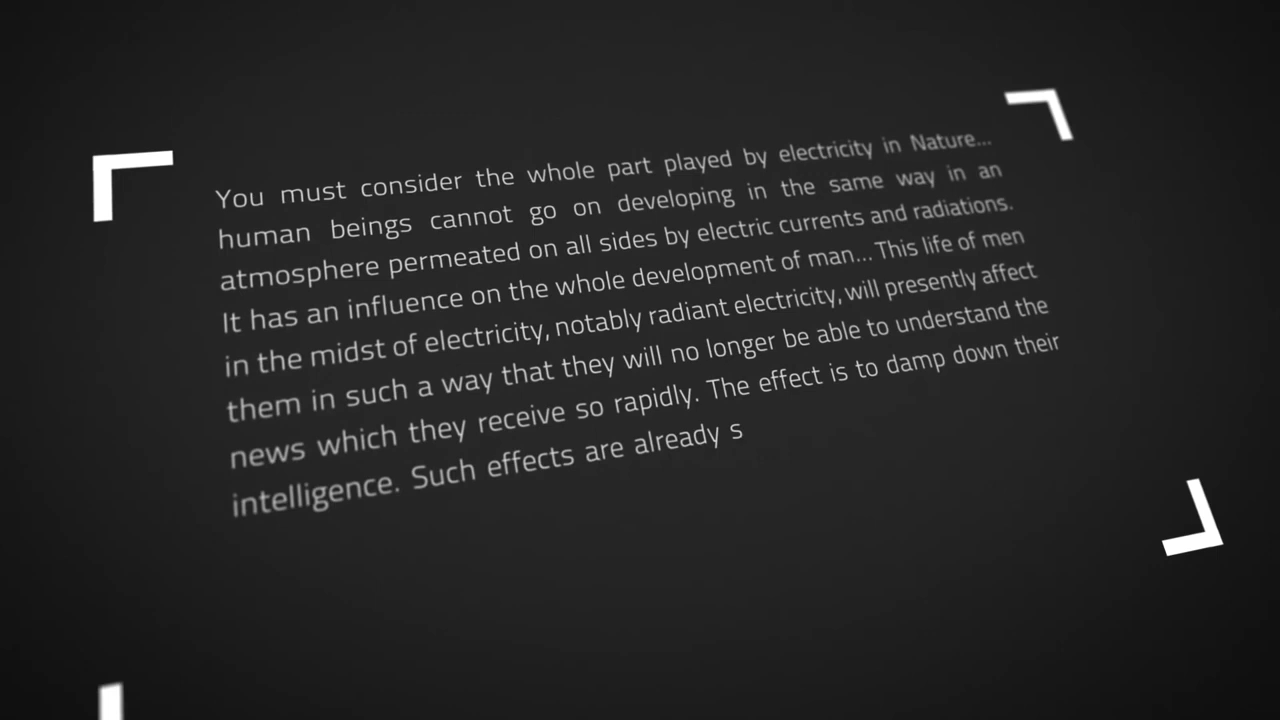 You must consider the whole part played by electricity in Nature...
human beings cannot go on developing in the same way in an
atmosphere permeated on all sides by electric currents and radiations.
It has an influence on the whole development of man... This life of men
in the midst of electricity, notably radiant electricity, will presently affect
them in such a way that they will no longer be able to understand the
news which they receive so rapidly. The effect is to damp down their
intelligence. Such effects are already s